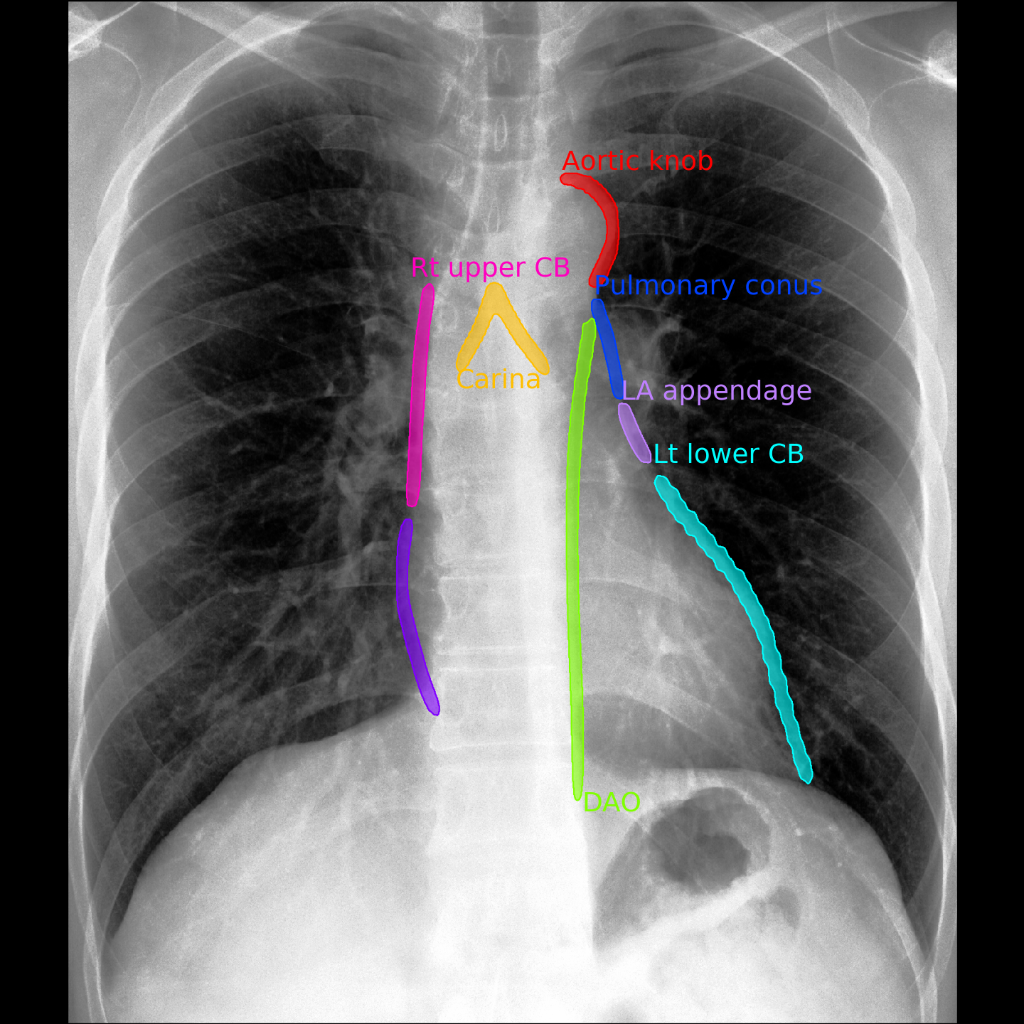 Aortic knob
Rt upper CB
Pulmonary conus
Carina
LA appendage
Lt lower CB
DAO